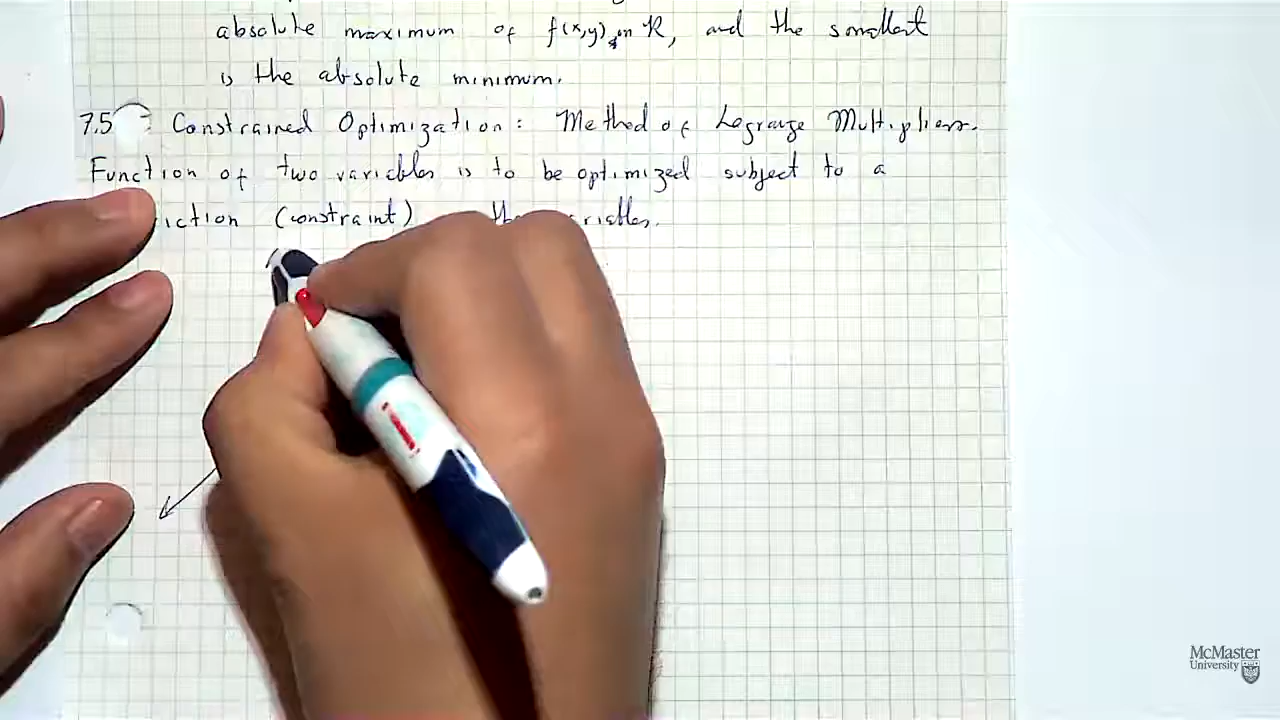 absolute maximum of f(x,y) on R, and the smallest
is the absolute minimum.
7.5 Constrained Optimization: Method of Lagrange Multipliers.
Function of two variables is to be optimized subject to a
(constraint)
McMaster
University